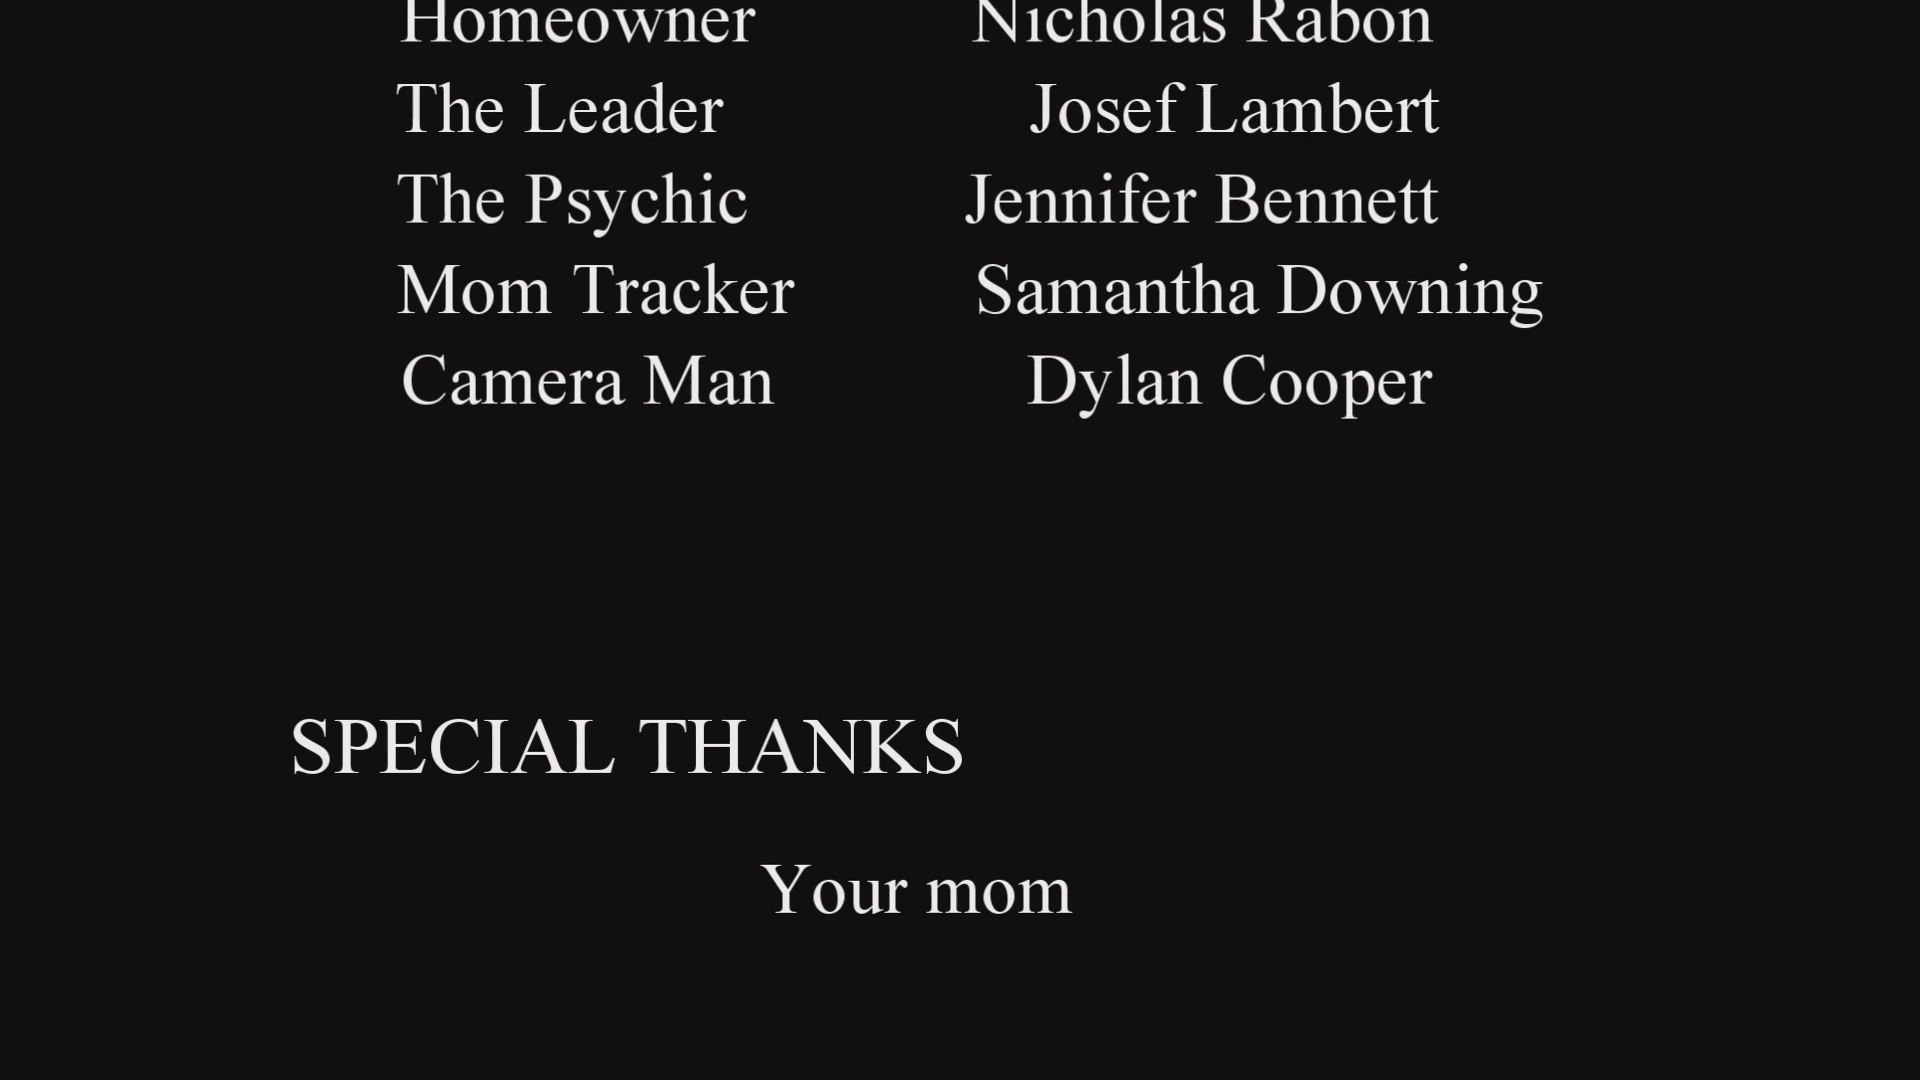 Homeowner Nicholas Rabon
The Leader Josef Lambert
The Psychic Jennifer Bennett
Mom Tracker Samantha Downing
Camera Man Dylan Cooper
SPECIAL THANKS
Your mom